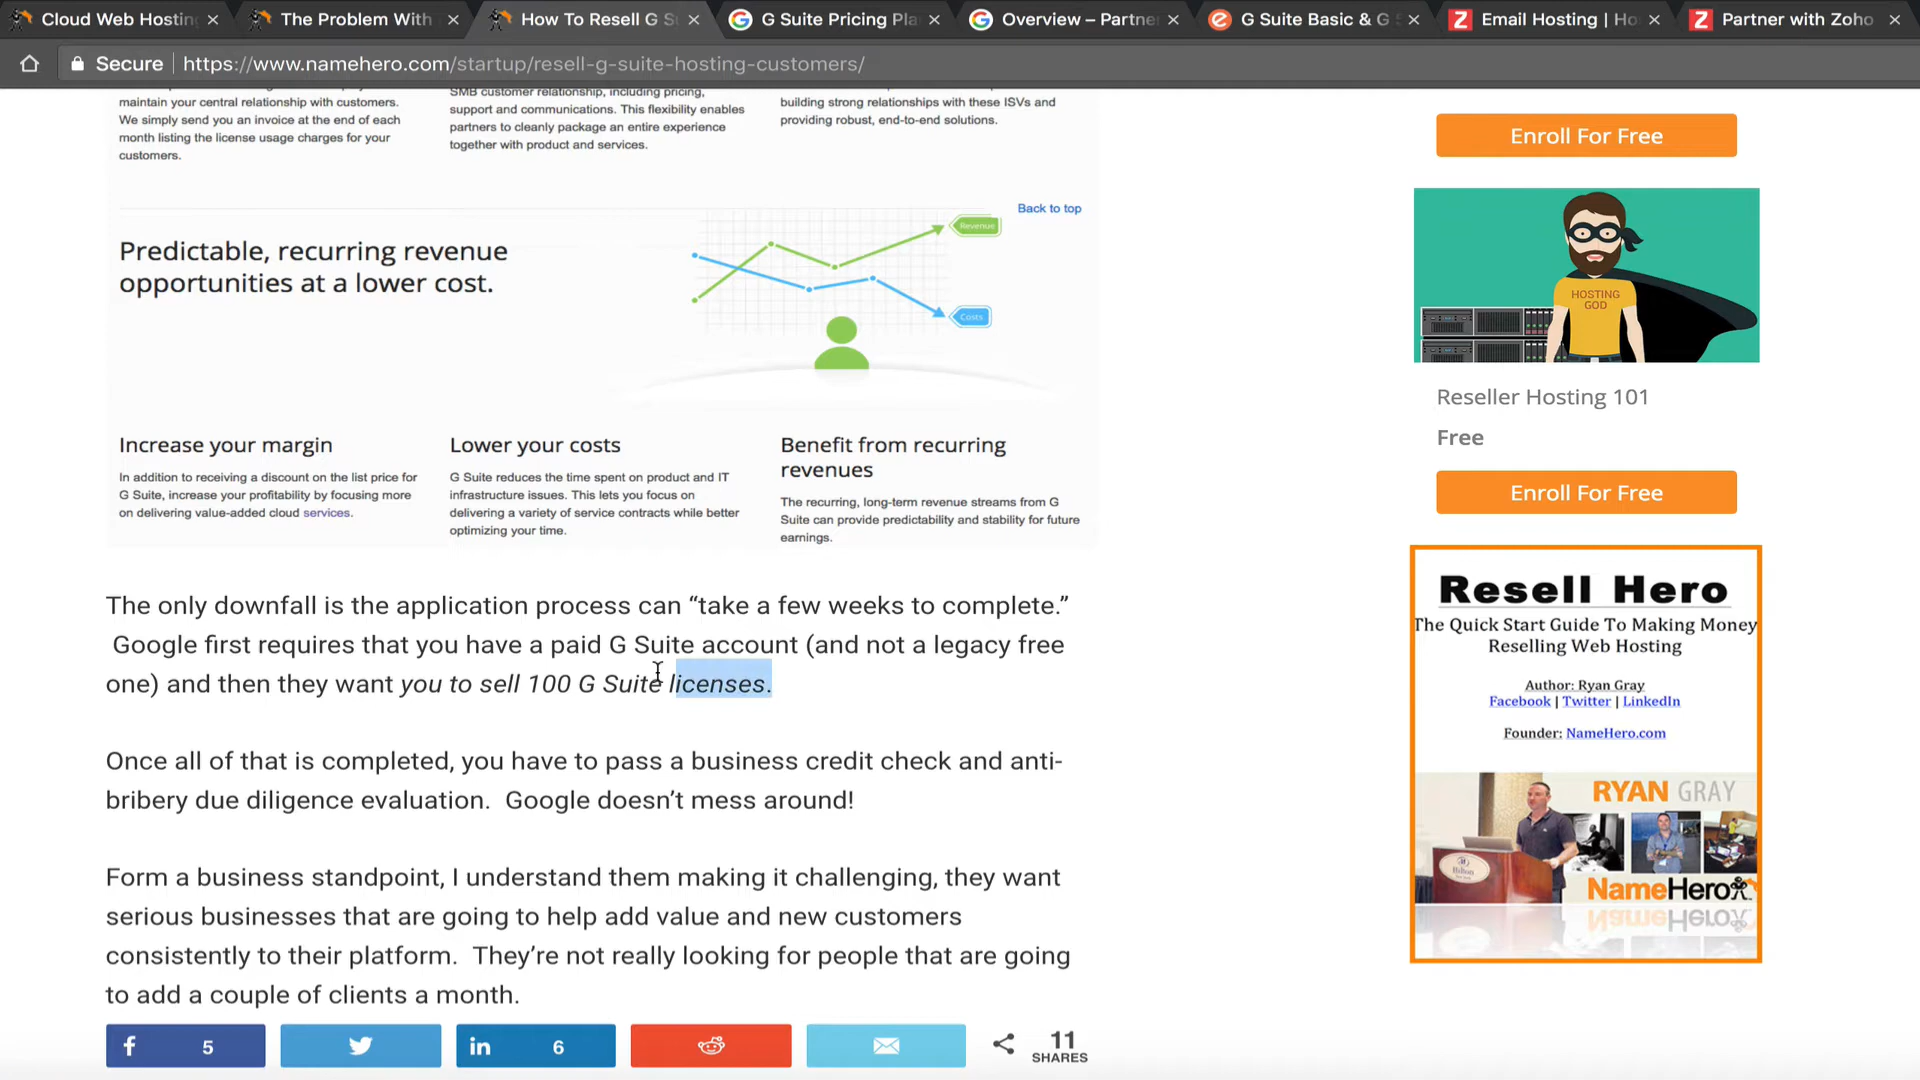 Cloud Web Hostin
The Problem With
How To Resell G S
G Suite Pricing Pla
Overview – Partne
G Suite Basic & G S
Email Hosting | Ho
Partner with Zoho
Secure
https://www.namehero.com/startup/resell-g-suite-hosting-customers/
maintain your central relationship with customers.
We simply send you an invoice at the end of each
month listing the license usage charges for your
customers.
SMB customer relationship, including pricing,
support and communications. This flexibility enables
partners to cleanly package an entire experience
together with product and services.
building strong relationships with these ISVs and
providing robust, end-to-end solutions.
Back to top
Predictable, recurring revenue
opportunities at a lower cost.
Revenue
Costs
Increase your margin
In addition to receiving a discount on the list price for
G Suite, increase your profitability by focusing more
on delivering value-added cloud services.
Lower your costs
G Suite reduces the time spent on product and IT
infrastructure issues. This lets you focus on
delivering a variety of service contracts while better
optimizing your time.
Benefit from recurring
revenues
The recurring, long-term revenue streams from G
Suite can provide predictability and stability for future
earnings.
The only downfall is the application process can “take a few weeks to complete.”
Google first requires that you have a paid G Suite account (and not a legacy free
one) and then they want you to sell 100 G Suite licenses.
Once all of that is completed, you have to pass a business credit check and anti-
bribery due diligence evaluation.  Google doesn’t mess around!
Form a business standpoint, I understand them making it challenging, they want
serious businesses that are going to help add value and new customers
consistently to their platform.  They’re not really looking for people that are going
to add a couple of clients a month.
5
6
11
SHARES
Enroll For Free
HOSTING
GOD
Reseller Hosting 101
Free
Enroll For Free
Resell Hero
The Quick Start Guide To Making Money
Reselling Web Hosting
Author: Ryan Gray
Facebook | Twitter | LinkedIn
Founder: NameHero.com
RYAN GRAY
Hilton
NameHero